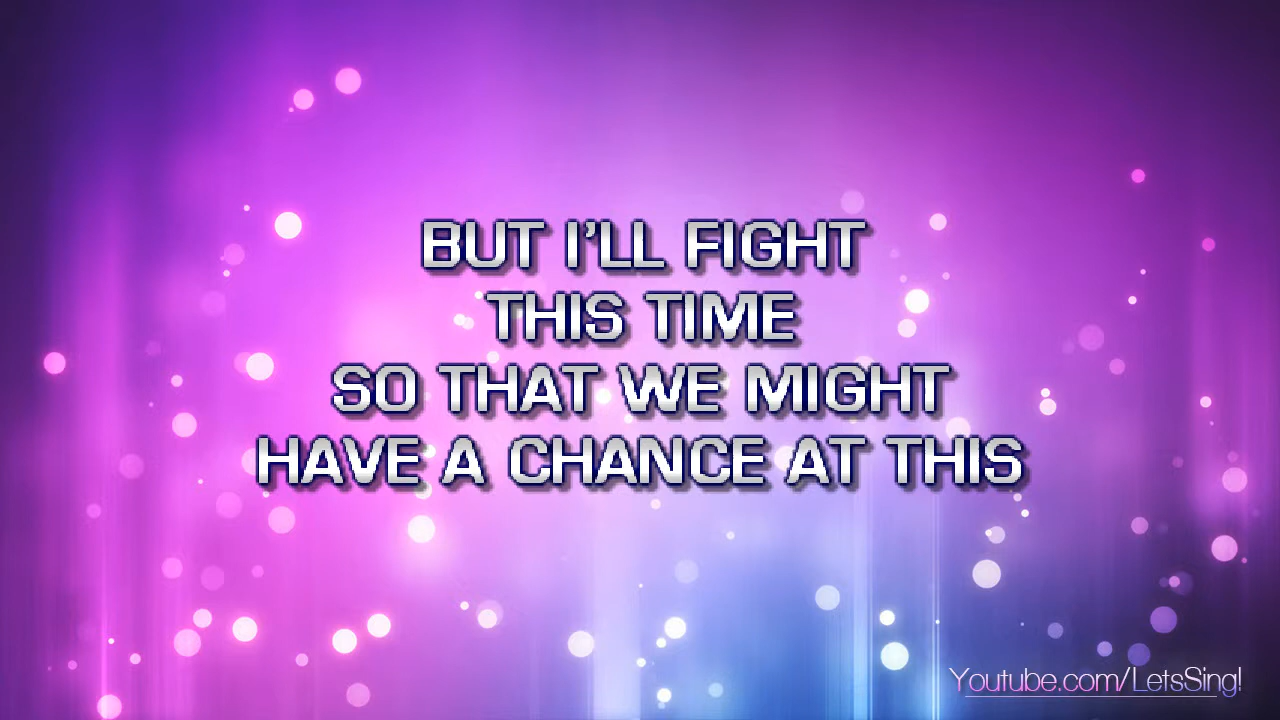 BUT I'LL FIGHT
THIS TIME
SO THAT WE MIGHT
HAVE A CHANCE AT THIS
Youtube.com/LetsSing!